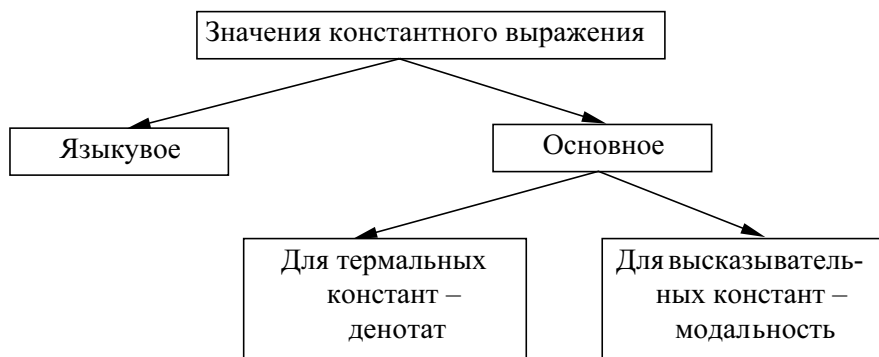 Значения константного выражения
Языкувое
Основное
Для термальных
констант –
денотат
Для высказыватель-
ных констант –
модальность